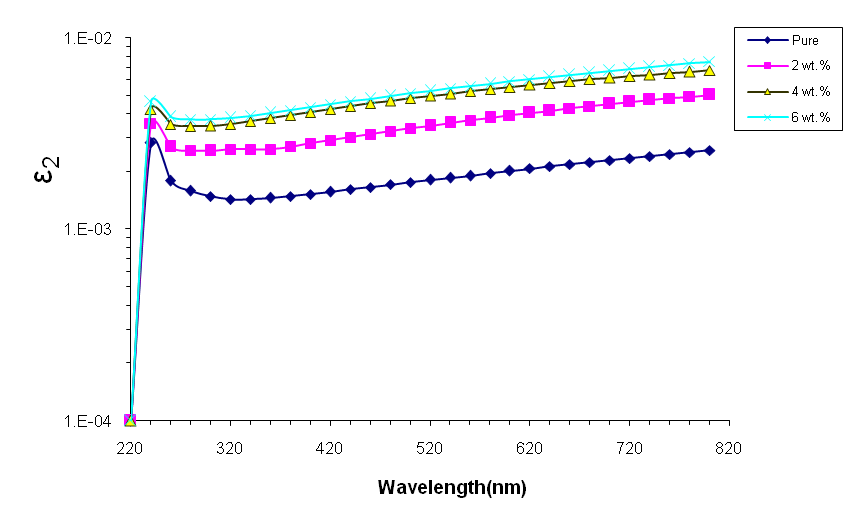 1.E-02
1.E-03
1.E-04
ε2
220 320 420 520 620 720 820
Wavelength(nm)
Pure
2 wt.%
4 wt.%
6 wt.%